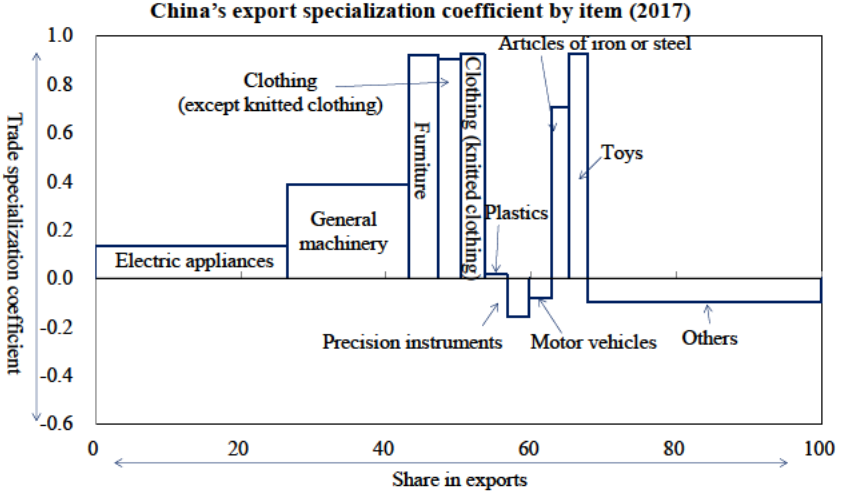 China's export specialization coefficient by item (2017)
1.0
0.8
0.6
0.4
0.2
0.0
-0.2
-0.4
-0.6
Trade specialization coefficient
Electric appliances
General
machinery
Furniture
Clothing
(except knitted clothing)
Clothing (knitted clothing)
Plastics
Precision instruments
Motor vehicles
Articles of iron or steel
Toys
Others
0
20
40
60
80
100
Share in exports